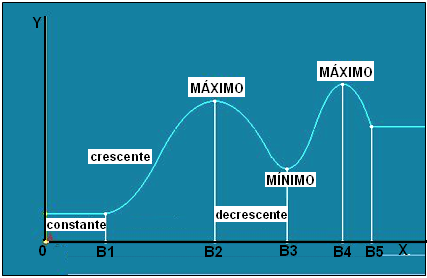 Y
MÁXIMO
MÁXIMO
crescente
MÍNIMO
decrescente
constante
0
B1
B2
B3
B4
B5
X